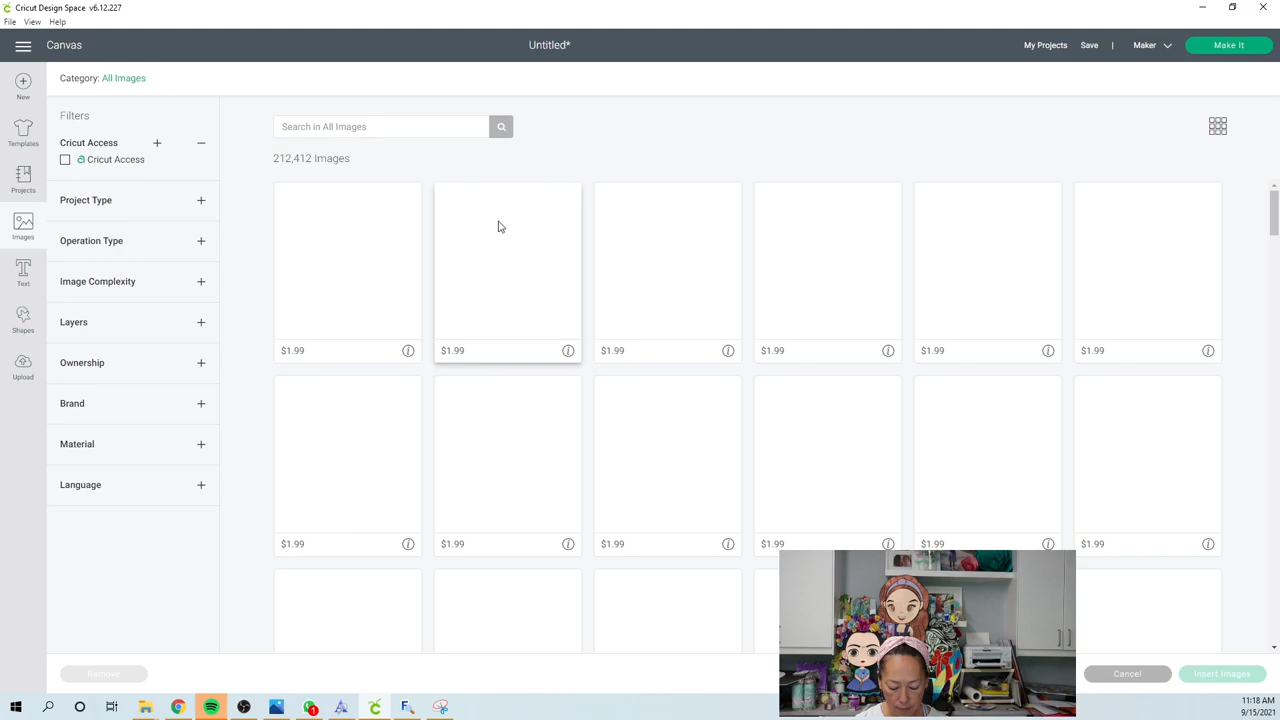 Cricut Design Space v6.12.227
File View Help
Canvas
Untitled*
My Projects Save | Maker Make It
New
Templates
Projects
Images
Text
Shapes
Upload
Category: All Images
Filters
Cricut Access
Cricut Access
Project Type
Operation Type
Image Complexity
Layers
Ownership
Brand
Material
Language
Search in All Images
212,412 Images
$1.99 $1.99 $1.99 $1.99 $1.99 $1.99
$1.99 $1.99 $1.99 $1.99 $1.99 $1.99
Remove
Cancel Insert Images
11:18 AM
9/15/2021